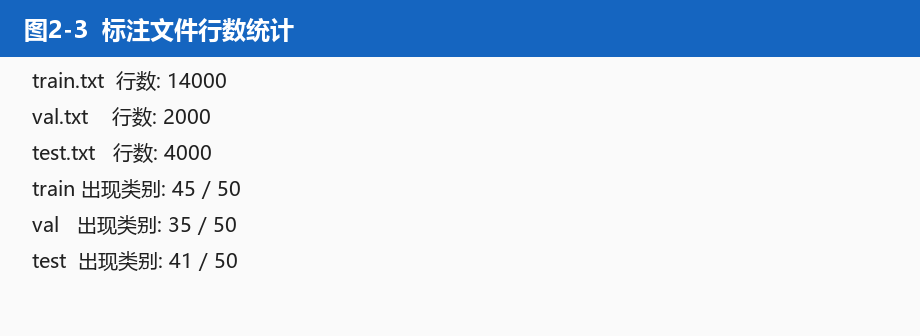 图2-3  标注文件行数统计
train.txt  行数: 14000
val.txt    行数: 2000
test.txt   行数: 4000
train 出现类别: 45 / 50
val   出现类别: 35 / 50
test  出现类别: 41 / 50